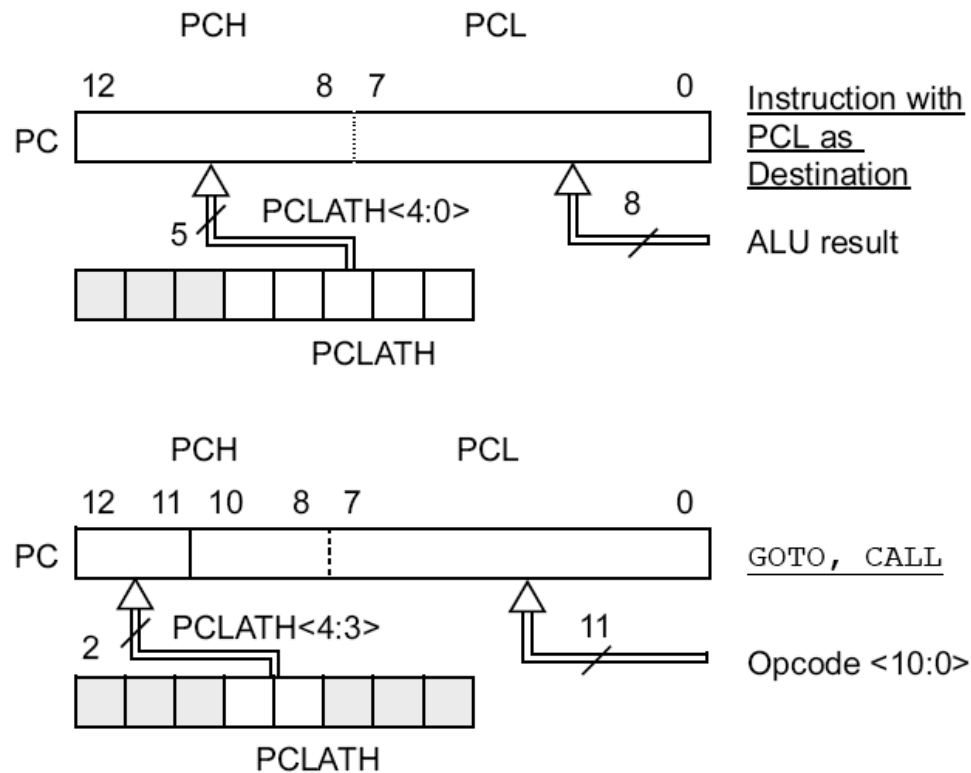 PCH PCL
12 8 7 0
PC
Instruction with
PCL as
Destination
5
PCLATH<4:0>
8
ALU result
PCLATH
PCH PCL
12 11 10 8 7 0
PC
GOTO, CALL
2
PCLATH<4:3>
11
Opcode <10:0>
PCLATH